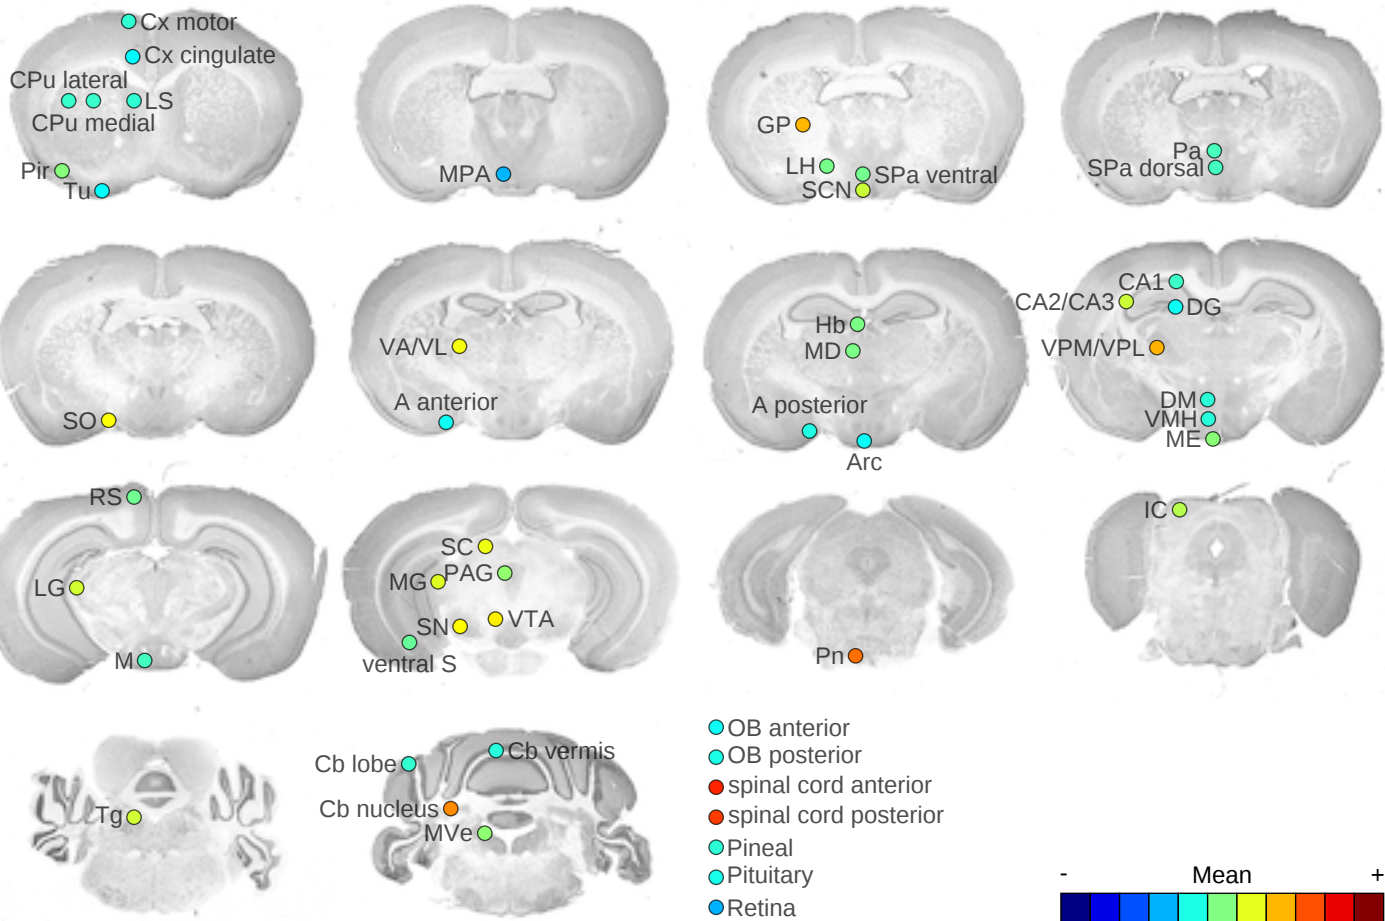 Cx motor
Cx cingulate
CPu lateral
LS
CPu medial
Pir
Tu
MPA
GP
LH
SPa ventral
SCN
Pa
SPa dorsal
SO
VA/VL
A anterior
Hb
MD
A posterior
Arc
CA1
CA2/CA3
DG
VPM/VPL
DM
VMH
ME
RS
LG
M
SC
MG
PAG
SN
VTA
ventral S
Pn
IC
Tg
Cb lobe
Cb vermis
Cb nucleus
MVe
OB anterior
OB posterior
spinal cord anterior
spinal cord posterior
Pineal
Pituitary
Retina
- Mean +